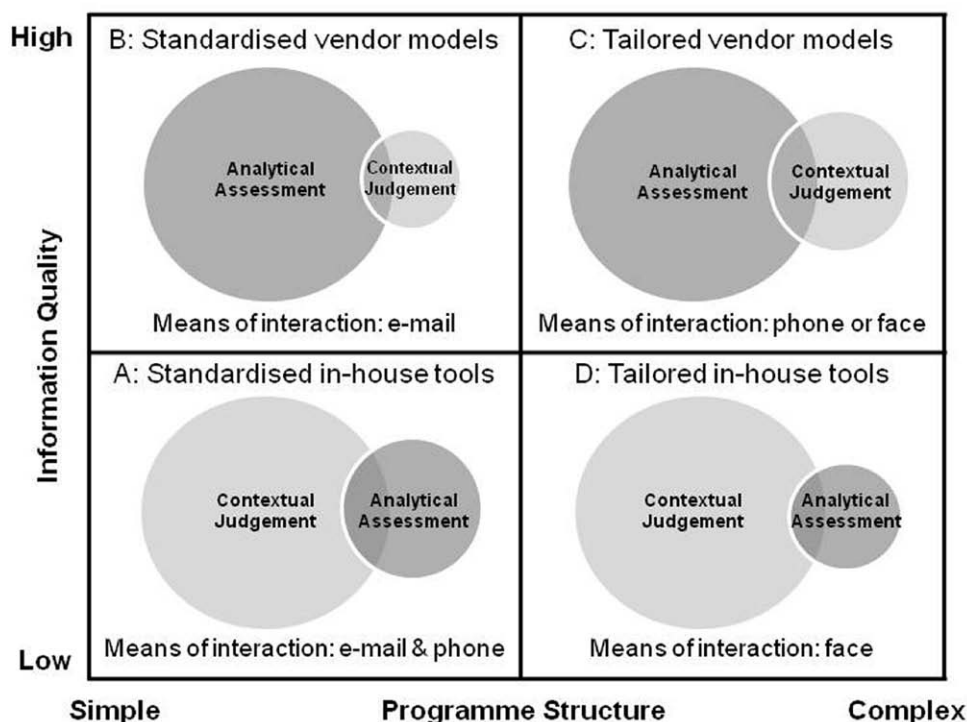 High
B: Standardised vendor models
Analytical
Assessment
Contextual
Judgement
Means of interaction: e-mail
C: Tailored vendor models
Analytical
Assessment
Contextual
Judgement
Means of interaction: phone or face
Information Quality
A: Standardised in-house tools
Contextual
Judgement
Analytical
Assessment
Means of interaction: e-mail & phone
D: Tailored in-house tools
Contextual
Judgement
Analytical
Assessment
Means of interaction: face
Low
Simple
Programme Structure
Complex